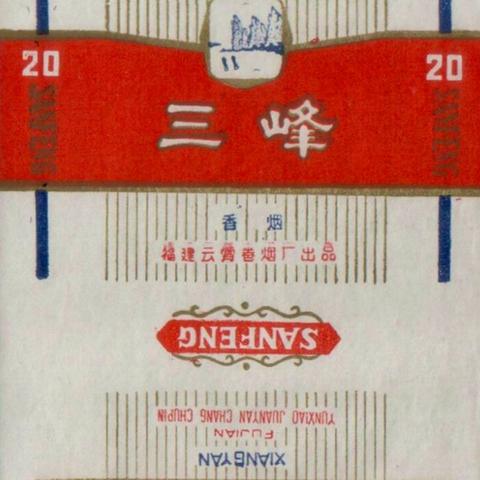 20
20
SANFENG
SANFENG
三峰
香烟
福建云霄卷烟厂出品
SANFENG
YUNXIAO JUANYAN CHANG CHUPIN
FUJIAN
XIANGYAN